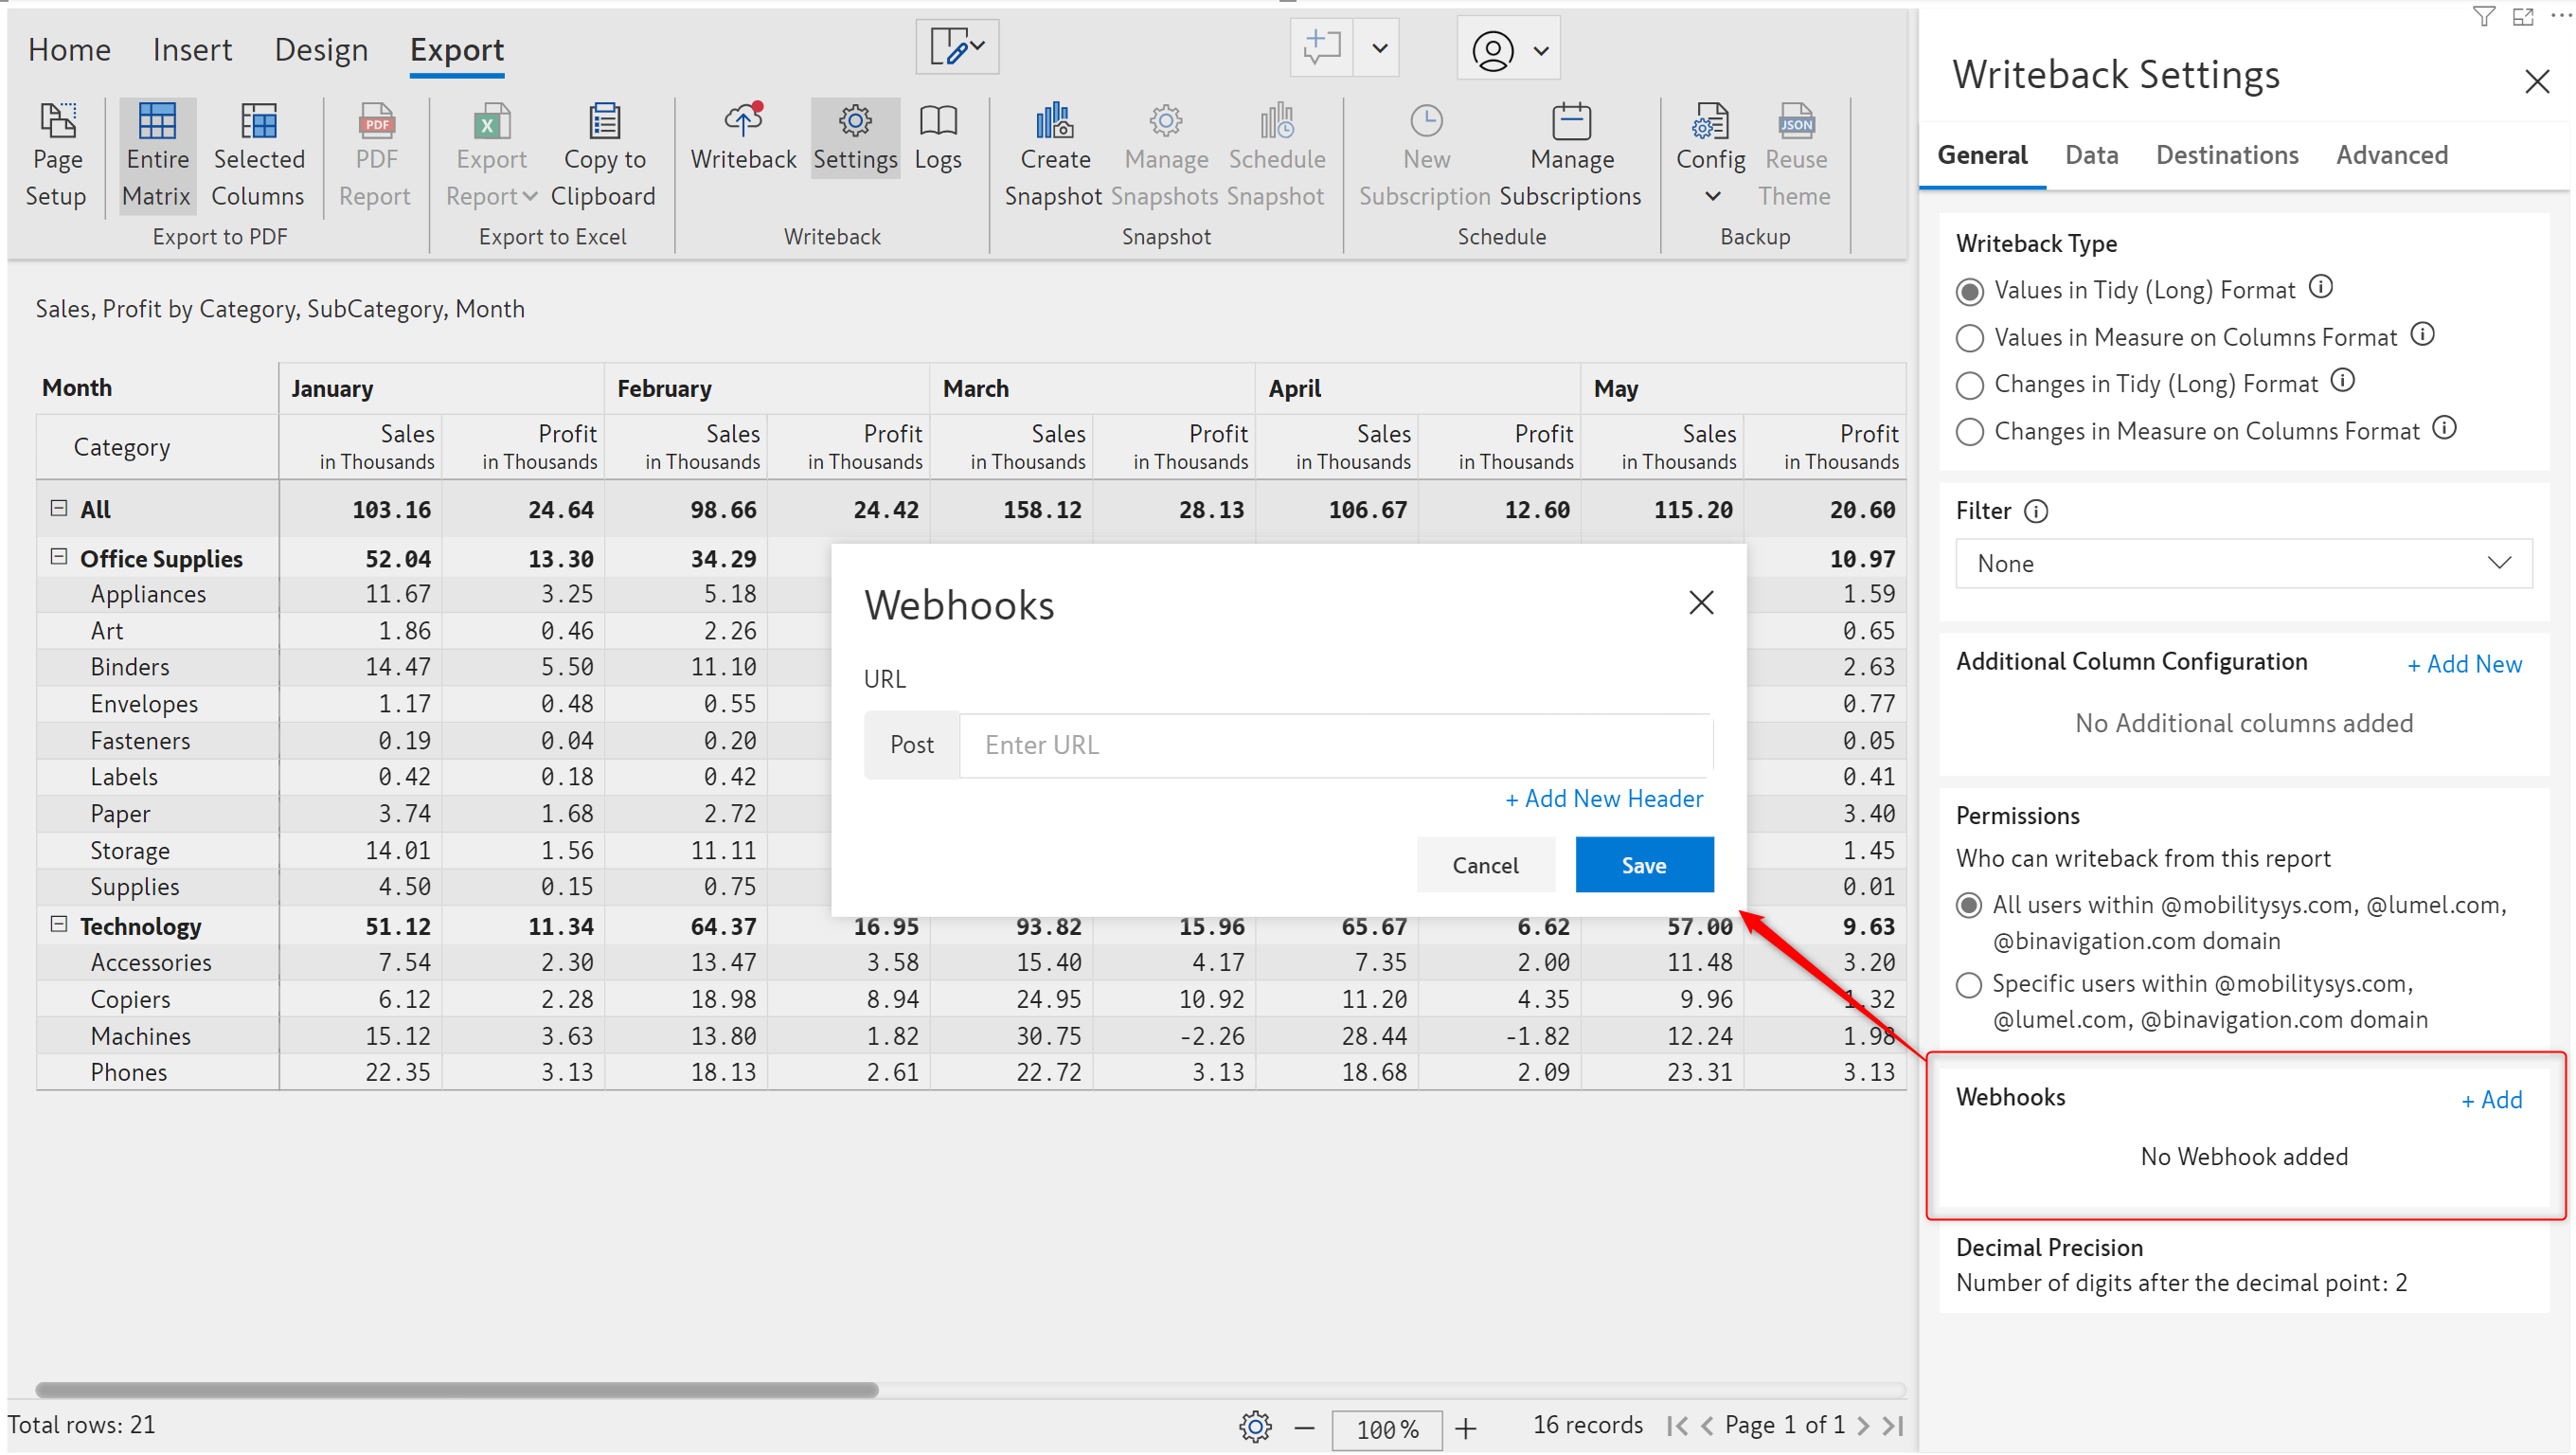 Home Insert Design Export
Page Setup
Entire Matrix
Selected Columns
Export to PDF
PDF Report
Export Report
Copy to Clipboard
Export to Excel
Writeback
Settings
Logs
Writeback
Create Snapshot
Manage Snapshots
Schedule Snapshot
Snapshot
New Subscription
Manage Subscriptions
Schedule
Config
JSON
Reuse Theme
Backup
Sales, Profit by Category, SubCategory, Month
Month January February March April May
Category Sales in Thousands Profit in Thousands Sales in Thousands Profit in Thousands Sales in Thousands Profit in Thousands Sales in Thousands Profit in Thousands Sales in Thousands Profit in Thousands
All 103.16 24.64 98.66 24.42 158.12 28.13 106.67 12.60 115.20 20.60
Office Supplies 52.04 13.30 34.29 10.97
Appliances 11.67 3.25 5.18 1.59
Art 1.86 0.46 2.26 0.65
Binders 14.47 5.50 11.10 2.63
Envelopes 1.17 0.48 0.55 0.77
Fasteners 0.19 0.04 0.20 0.05
Labels 0.42 0.18 0.42 0.41
Paper 3.74 1.68 2.72 3.40
Storage 14.01 1.56 11.11 1.45
Supplies 4.50 0.15 0.75 0.01
Technology 51.12 11.34 64.37 16.95 93.82 15.96 65.67 6.62 57.00 9.63
Accessories 7.54 2.30 13.47 3.58 15.40 4.17 7.35 2.00 11.48 3.20
Copiers 6.12 2.28 18.98 8.94 24.95 10.92 11.20 4.35 9.96 1.32
Machines 15.12 3.63 13.80 1.82 30.75 -2.26 28.44 -1.82 12.24 1.98
Phones 22.35 3.13 18.13 2.61 22.72 3.13 18.68 2.09 23.31 3.13
Webhooks
URL
Post Enter URL
+ Add New Header
Cancel Save
Total rows: 21
100%
16 records
Page 1 of 1
Writeback Settings
General Data Destinations Advanced
Writeback Type
Values in Tidy (Long) Format
Values in Measure on Columns Format
Changes in Tidy (Long) Format
Changes in Measure on Columns Format
Filter
None
Additional Column Configuration + Add New
No Additional columns added
Permissions
Who can writeback from this report
All users within @mobilitysys.com, @lumel.com,
@binavigation.com domain
Specific users within @mobilitysys.com,
@lumel.com, @binavigation.com domain
Webhooks + Add
No Webhook added
Decimal Precision
Number of digits after the decimal point: 2